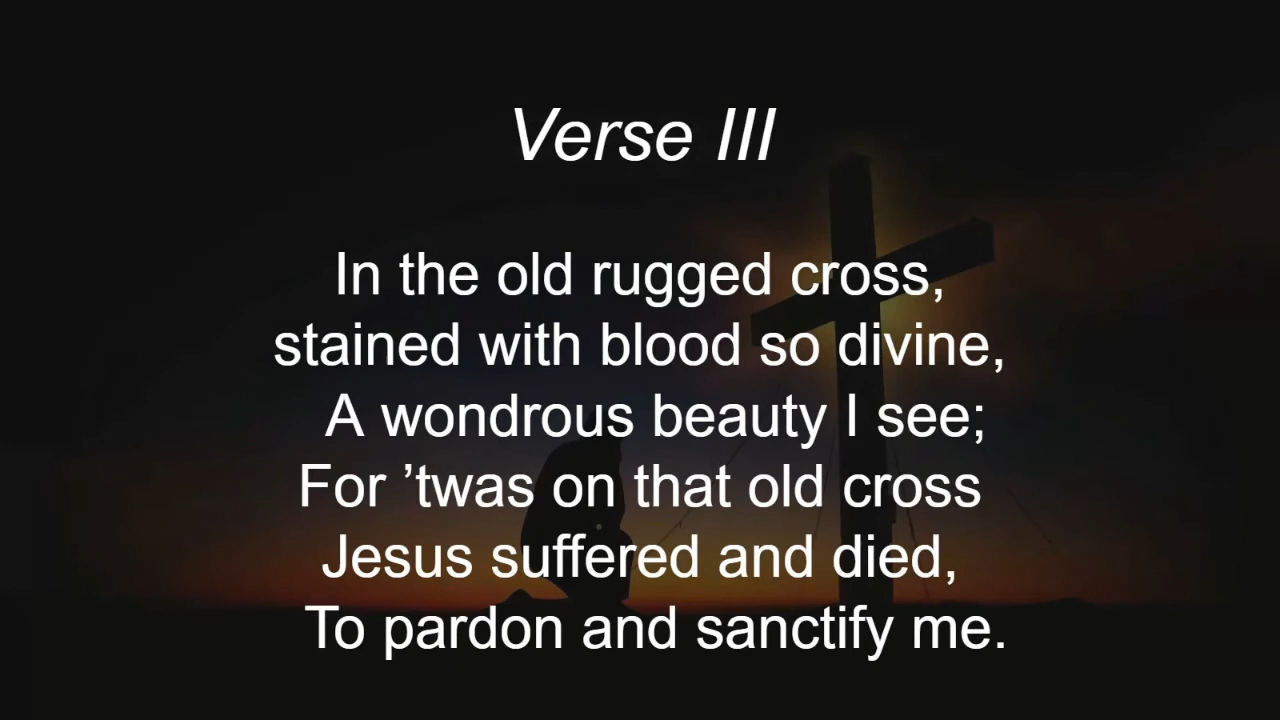 Verse III
In the old rugged cross,
stained with blood so divine,
A wondrous beauty I see;
For ’twas on that old cross
Jesus suffered and died,
To pardon and sanctify me.